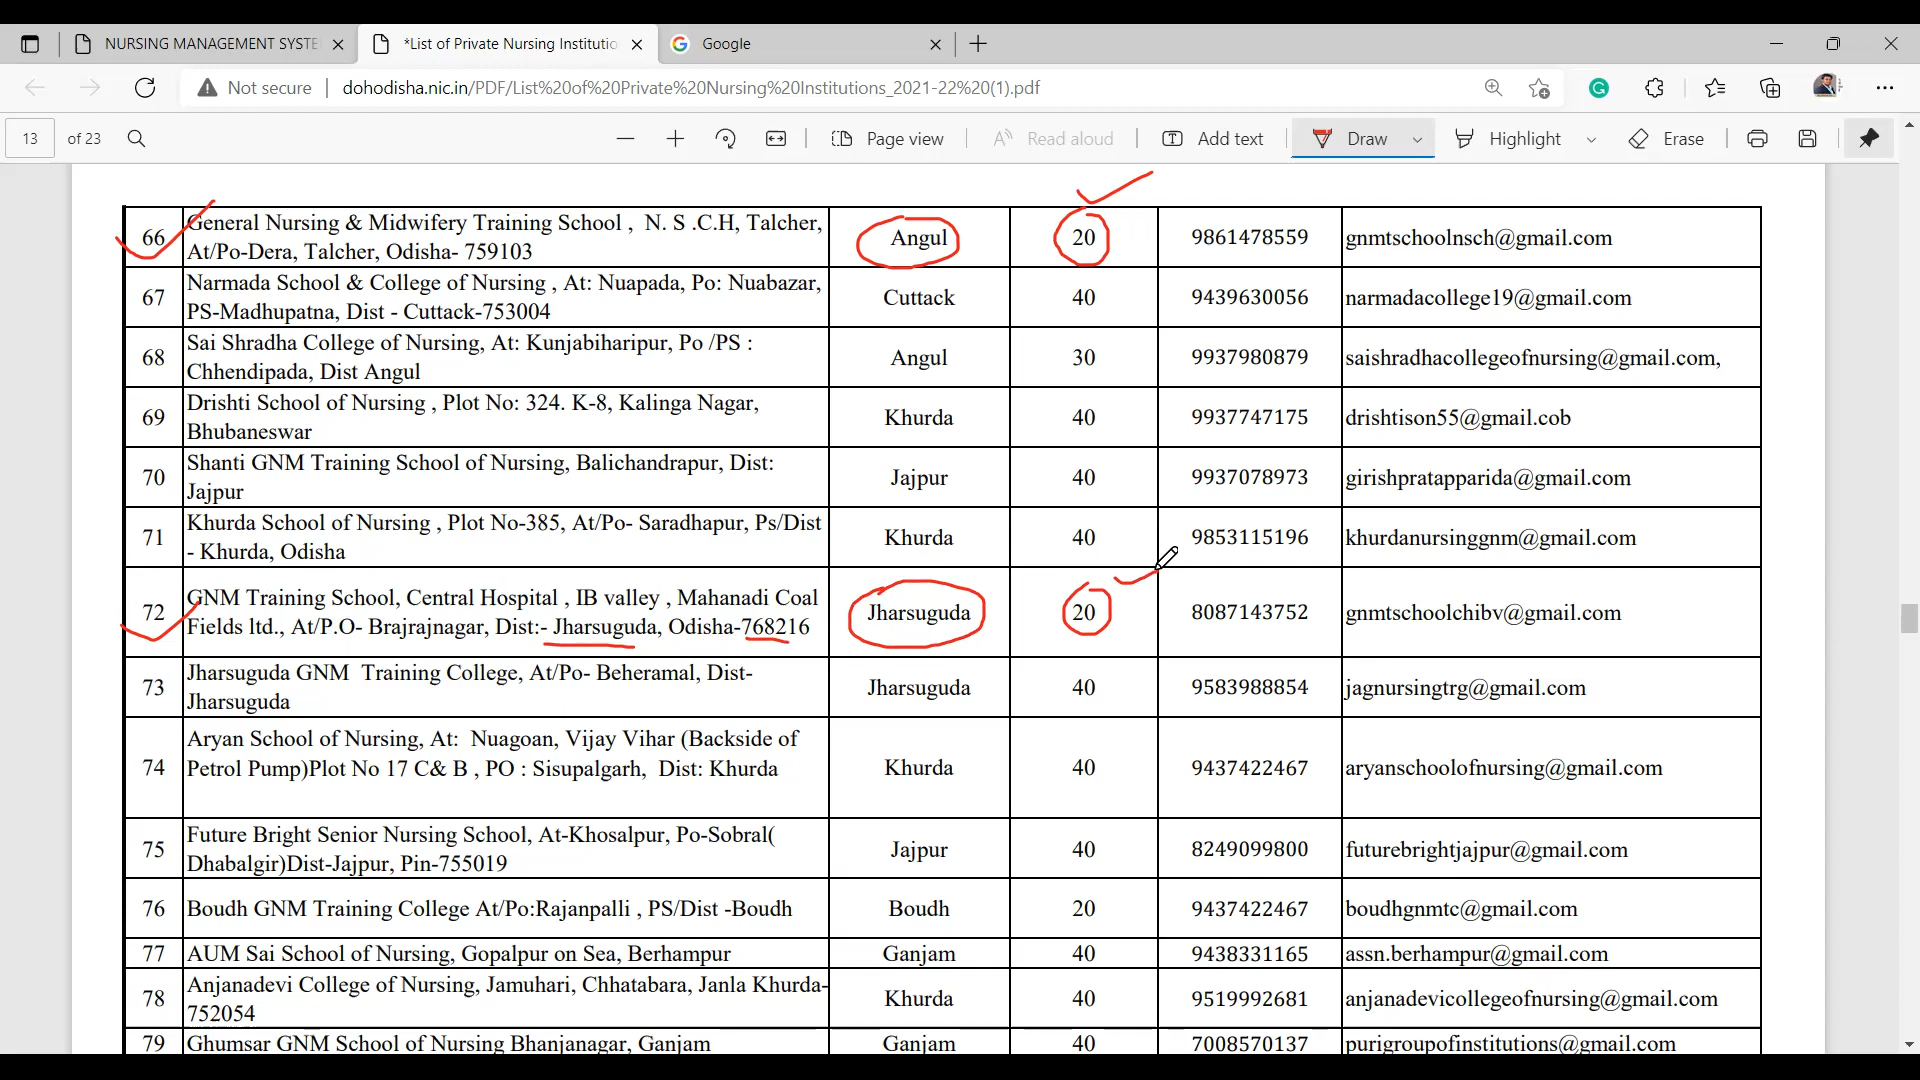 NURSING MANAGEMENT SYSTE
*List of Private Nursing Institutio
Google
Not secure
dohodisha.nic.in/PDF/List%20of%20Private%20Nursing%20Institutions_2021-22%20(1).pdf
13 of 23
Page view
Read aloud
Add text
Draw
Highlight
Erase
66 General Nursing & Midwifery Training School , N. S .C.H, Talcher, At/Po-Dera, Talcher, Odisha- 759103 Angul 20 9861478559 gnmtschoolnsch@gmail.com
67 Narmada School & College of Nursing , At: Nuapada, Po: Nuabazar, PS-Madhupatna, Dist - Cuttack-753004 Cuttack 40 9439630056 narmadacollege19@gmail.com
68 Sai Shradha College of Nursing, At: Kunjabiharipur, Po /PS : Chhendipada, Dist Angul Angul 30 9937980879 saishradhacollegeofnursing@gmail.com,
69 Drishti School of Nursing , Plot No: 324. K-8, Kalinga Nagar, Bhubaneswar Khurda 40 9937747175 drishtison55@gmail.cob
70 Shanti GNM Training School of Nursing, Balichandrapur, Dist: Jajpur Jajpur 40 9937078973 girishpratapparida@gmail.com
71 Khurda School of Nursing , Plot No-385, At/Po- Saradhapur, Ps/Dist - Khurda, Odisha Khurda 40 9853115196 khurdanursinggnm@gmail.com
72 GNM Training School, Central Hospital , IB valley , Mahanadi Coal Fields ltd., At/P.O- Brajrajnagar, Dist:- Jharsuguda, Odisha-768216 Jharsuguda 20 8087143752 gnmtschoolchibv@gmail.com
73 Jharsuguda GNM Training College, At/Po- Beheramal, Dist- Jharsuguda Jharsuguda 40 9583988854 jagnursingtrg@gmail.com
74 Aryan School of Nursing, At: Nuagoan, Vijay Vihar (Backside of Petrol Pump)Plot No 17 C& B , PO : Sisupalgarh, Dist: Khurda Khurda 40 9437422467 aryanschoolofnursing@gmail.com
75 Future Bright Senior Nursing School, At-Khosalpur, Po-Sobral( Dhabalgir)Dist-Jajpur, Pin-755019 Jajpur 40 8249099800 futurebrightjajpur@gmail.com
76 Boudh GNM Training College At/Po:Rajanpalli , PS/Dist -Boudh Boudh 20 9437422467 boudhgnmtc@gmail.com
77 AUM Sai School of Nursing, Gopalpur on Sea, Berhampur Ganjam 40 9438331165 assn.berhampur@gmail.com
78 Anjanadevi College of Nursing, Jamuhari, Chhatabara, Janla Khurda- 752054 Khurda 40 9519992681 anjanadevicollegeofnursing@gmail.com
79 Ghumsar GNM School of Nursing Bhanjanagar, Ganjam Ganjam 40 7008570137 purigroupofinstitutions@gmail.com